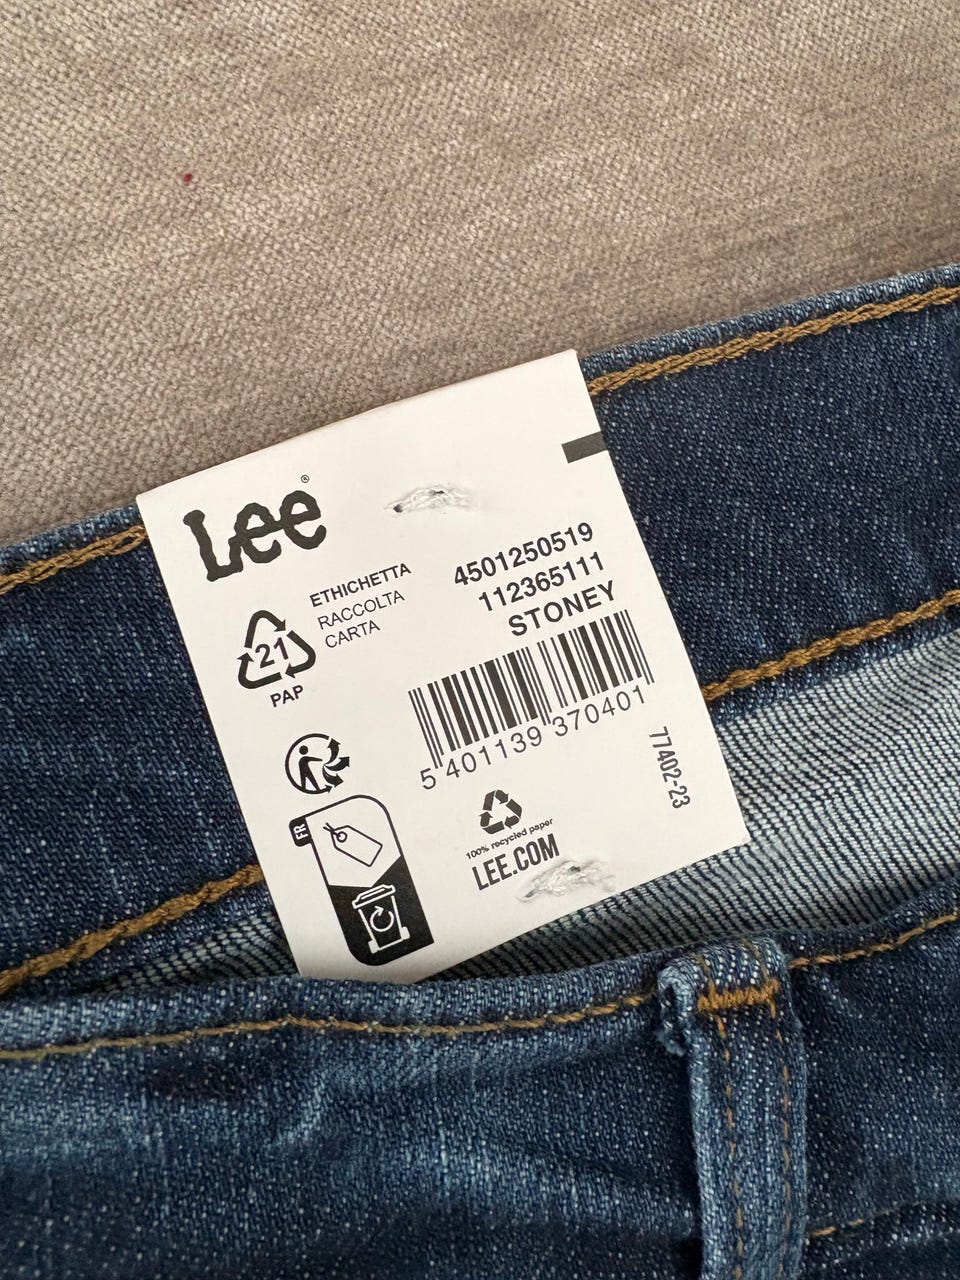 Lee®
ETHICHETTA
RACCOLTA
CARTA
21
PAP
4501250519
112365111
STONEY
5 401139 370401
77402-23
FR
100% recycled paper
LEE.COM